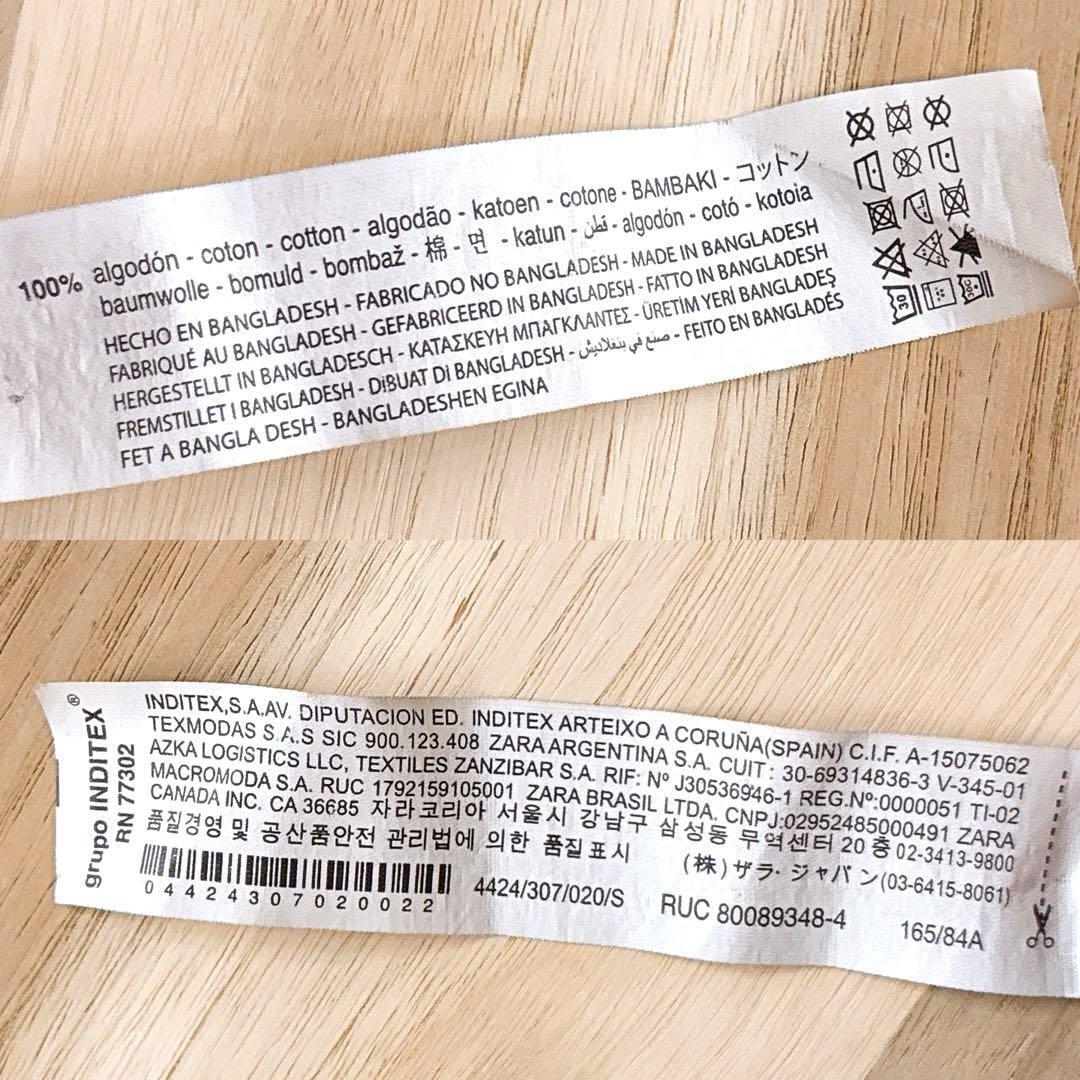 100% algodón - coton - cotton - algodão - katoen - cotone - BAMBAKI - コットン
baumwolle - bomuld - bombaž - 棉 - 면 - katun - قطن - algodón - cotó - kotoia
HECHO EN BANGLADESH - FABRICADO NO BANGLADESH - MADE IN BANGLADESH
FABRIQUÉ AU BANGLADESH - GEFABRICEERD IN BANGLADESH - FATTO IN BANGLADESH
HERGESTELLT IN BANGLADESCH - ΚΑΤΑΣΚΕΥΗ ΜΠΑΓΚΛΑΝΤΕΣ - ÜRETİM YERİ BANGLADEŞ
FREMSTILLET I BANGLADESH - DIBUAT DI BANGLADESH - صنع في بنغلاديش - FEITO EN BANGLADÉS
FET A BANGLA DESH - BANGLADESHEN EGINA
grupo INDITEX®
RN 77302
INDITEX,S.A.AV. DIPUTACION ED. INDITEX ARTEIXO A CORUÑA(SPAIN) C.I.F. A-15075062
TEXMODAS S.A.S SIC 900.123.408 ZARA ARGENTINA S.A. CUIT : 30-69314836-3 V-345-01
AZKA LOGISTICS LLC, TEXTILES ZANZIBAR S.A. RIF: Nº J30536946-1 REG.Nº:0000051 TI-02
MACROMODA S.A. RUC 1792159105001 ZARA BRASIL LTDA. CNPJ:02952485000491 ZARA
CANADA INC. CA 36685 자라코리아 서울시 강남구 삼성동 무역센터 20 층 02-3413-9800
품질경영 및 공산품안전 관리법에 의한 품질표시 (株)ザラ・ジャパン(03-6415-8061)
04424307020022 4424/307/020/S RUC 80089348-4 165/84A